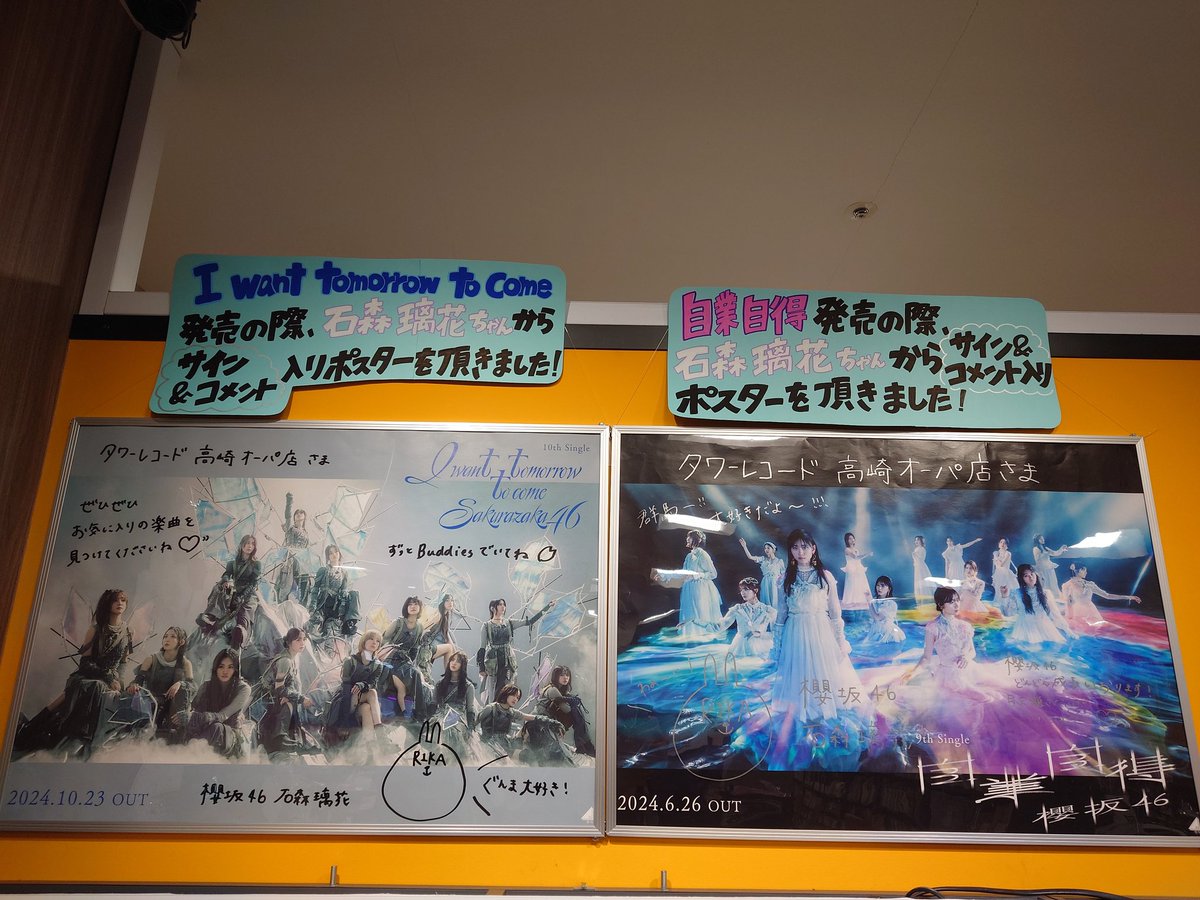 I want tomorrow to come
発売の際、石森璃花ちゃんから
サイン
&コメント
入りポスターを頂きました!
自業自得 発売の際、
石森璃花ちゃんから
サイン&
コメント入り
ポスターを頂きました!
タワーレコード 高崎オーパ店 さま
ぜひぜひ
お気に入りの楽曲を
見つけてくださいね♡
10th Single
I want tomorrow
to come
Sakurazaka46
ずっとBuddiesでいてね♡
RIKA
ぐんま大好き!
櫻坂46 石森璃花
2024.10.23 OUT
タワーレコード 高崎オーパ店さま
群馬ー!! 大好きだよ〜!!!
櫻坂46
櫻坂46
9th Single
自業自得
櫻坂46
2024.6.26 OUT